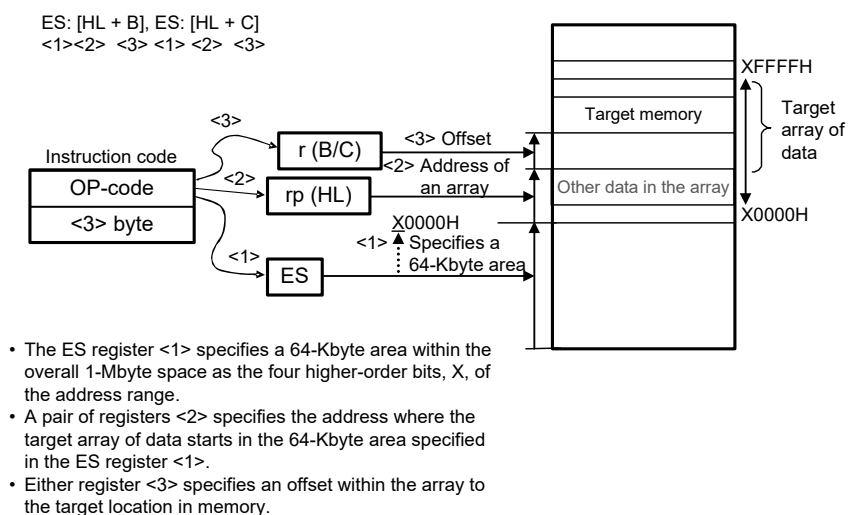 ES: [HL + B], ES: [HL + C]
<1><2> <3> <1> <2> <3>
XFFFFH
Target memory
Target
array of
data
<3>
r (B/C)
<3> Offset
Instruction code
OP-code
<3> byte
<2>
rp (HL)
<2> Address of
an array
Other data in the array
X0000H
X0000H
<1> Specifies a
64-Kbyte area
<1>
ES
• The ES register <1> specifies a 64-Kbyte area within the
overall 1-Mbyte space as the four higher-order bits, X, of
the address range.
• A pair of registers <2> specifies the address where the
target array of data starts in the 64-Kbyte area specified
in the ES register <1>.
• Either register <3> specifies an offset within the array to
the target location in memory.